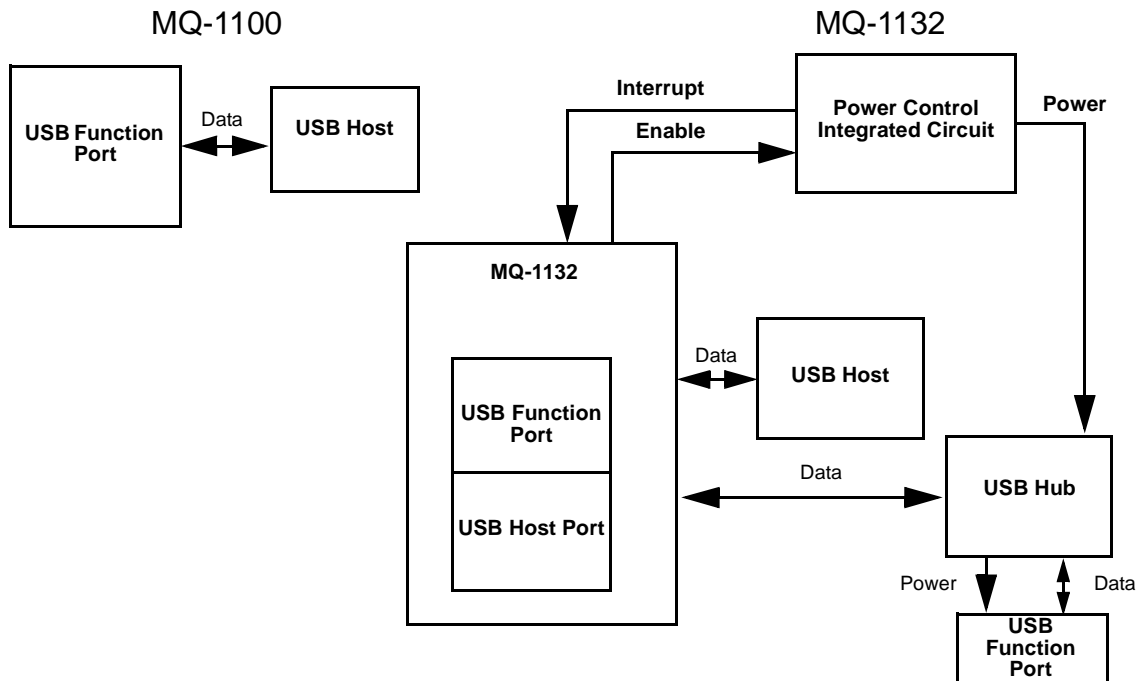 MQ-1100
MQ-1132
USB Function
Port
Data
USB Host
Interrupt
Enable
Power Control
Integrated Circuit
Power
MQ-1132
USB Function
Port
USB Host Port
Data
USB Host
Data
USB Hub
Power
Data
USB
Function
Port